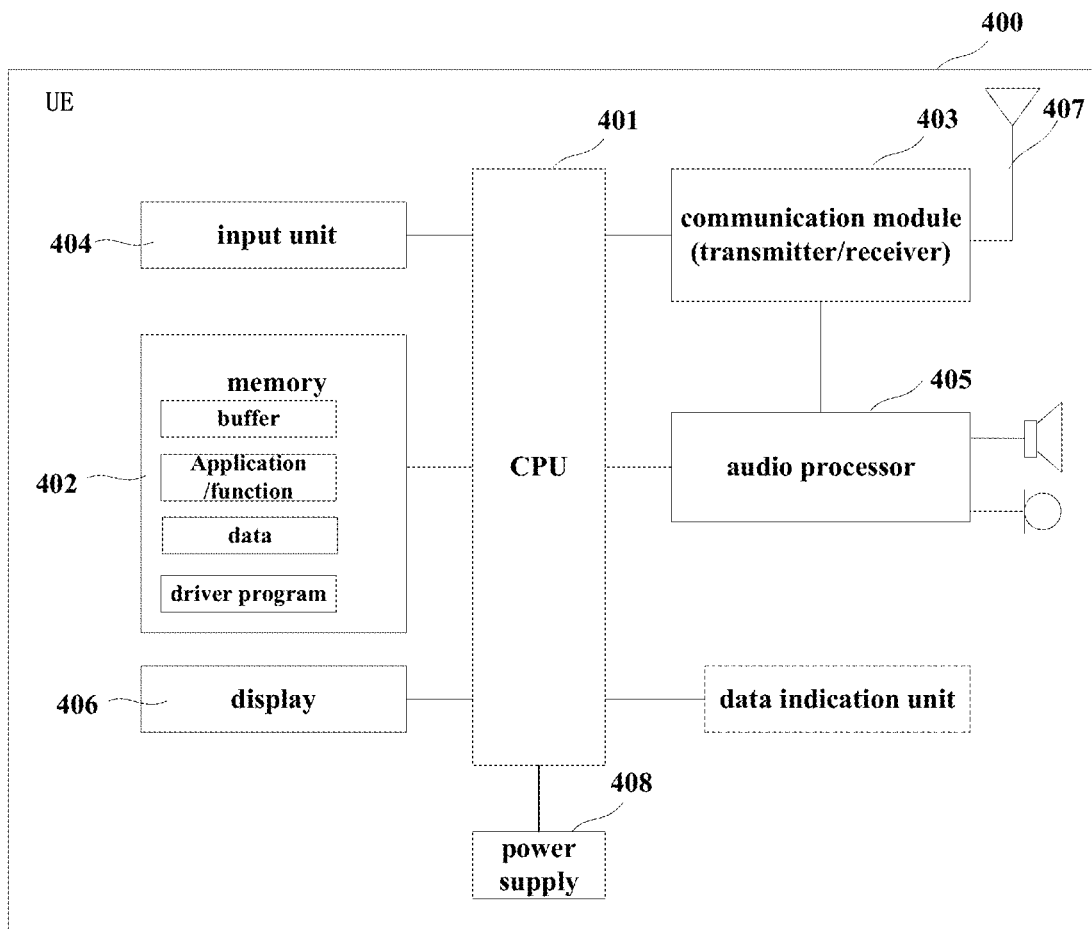 400
UE
401
403
407
404
input unit
communication module
(transmitter/receiver)
memory
buffer
Application
/function
data
driver program
402
CPU
405
audio processor
406
display
data indication unit
408
power
supply